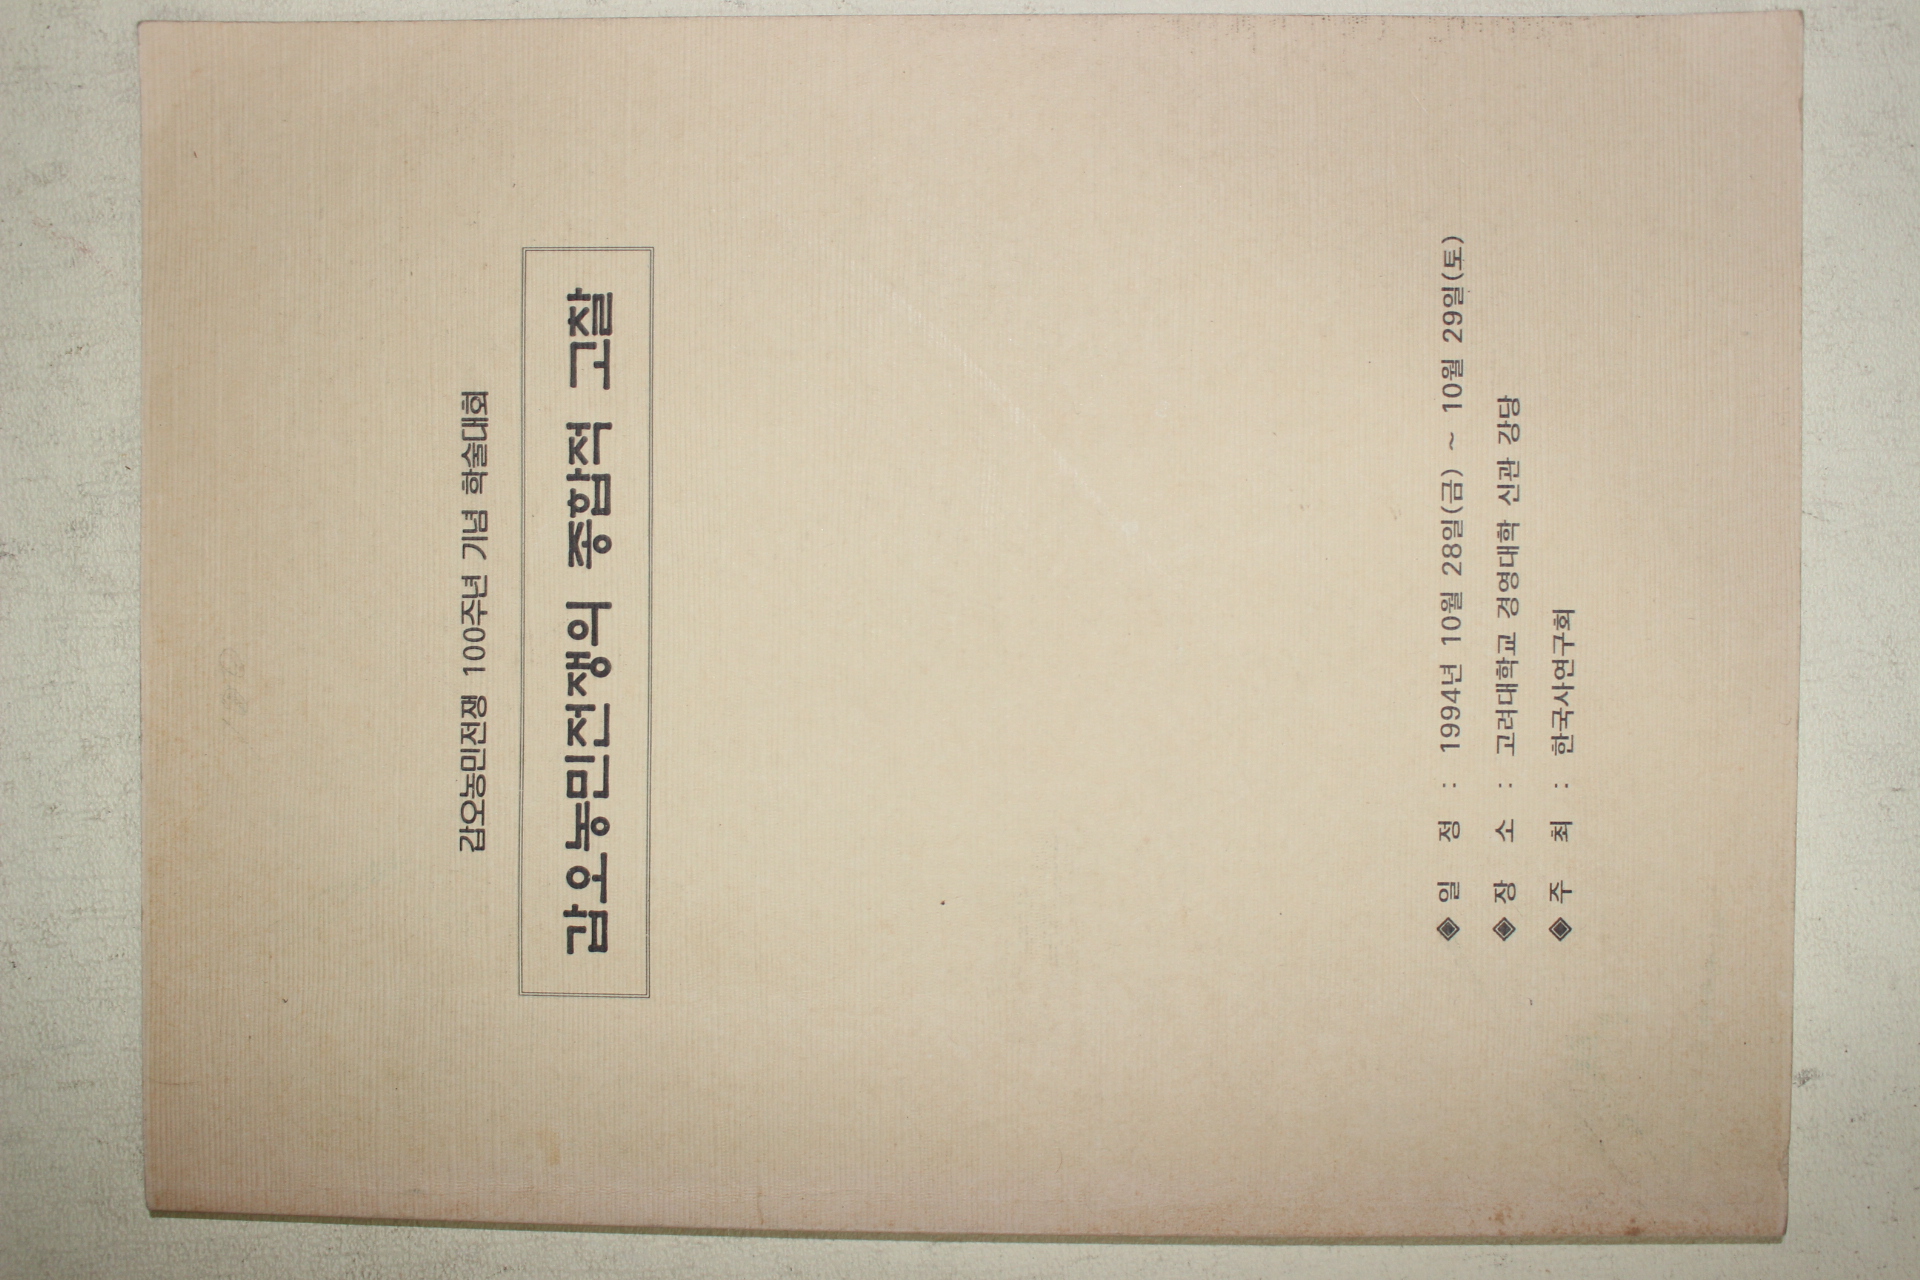 갑오농민전쟁 100주년 기념 학술대회
갑오농민전쟁의 종합적 고찰
◈ 일 정 : 1994년 10월 28일(금) ~ 10월 29일(토)
◈ 장 소 : 고려대학교 경영대학 신관 강당
◈ 주 최 : 한국사연구회